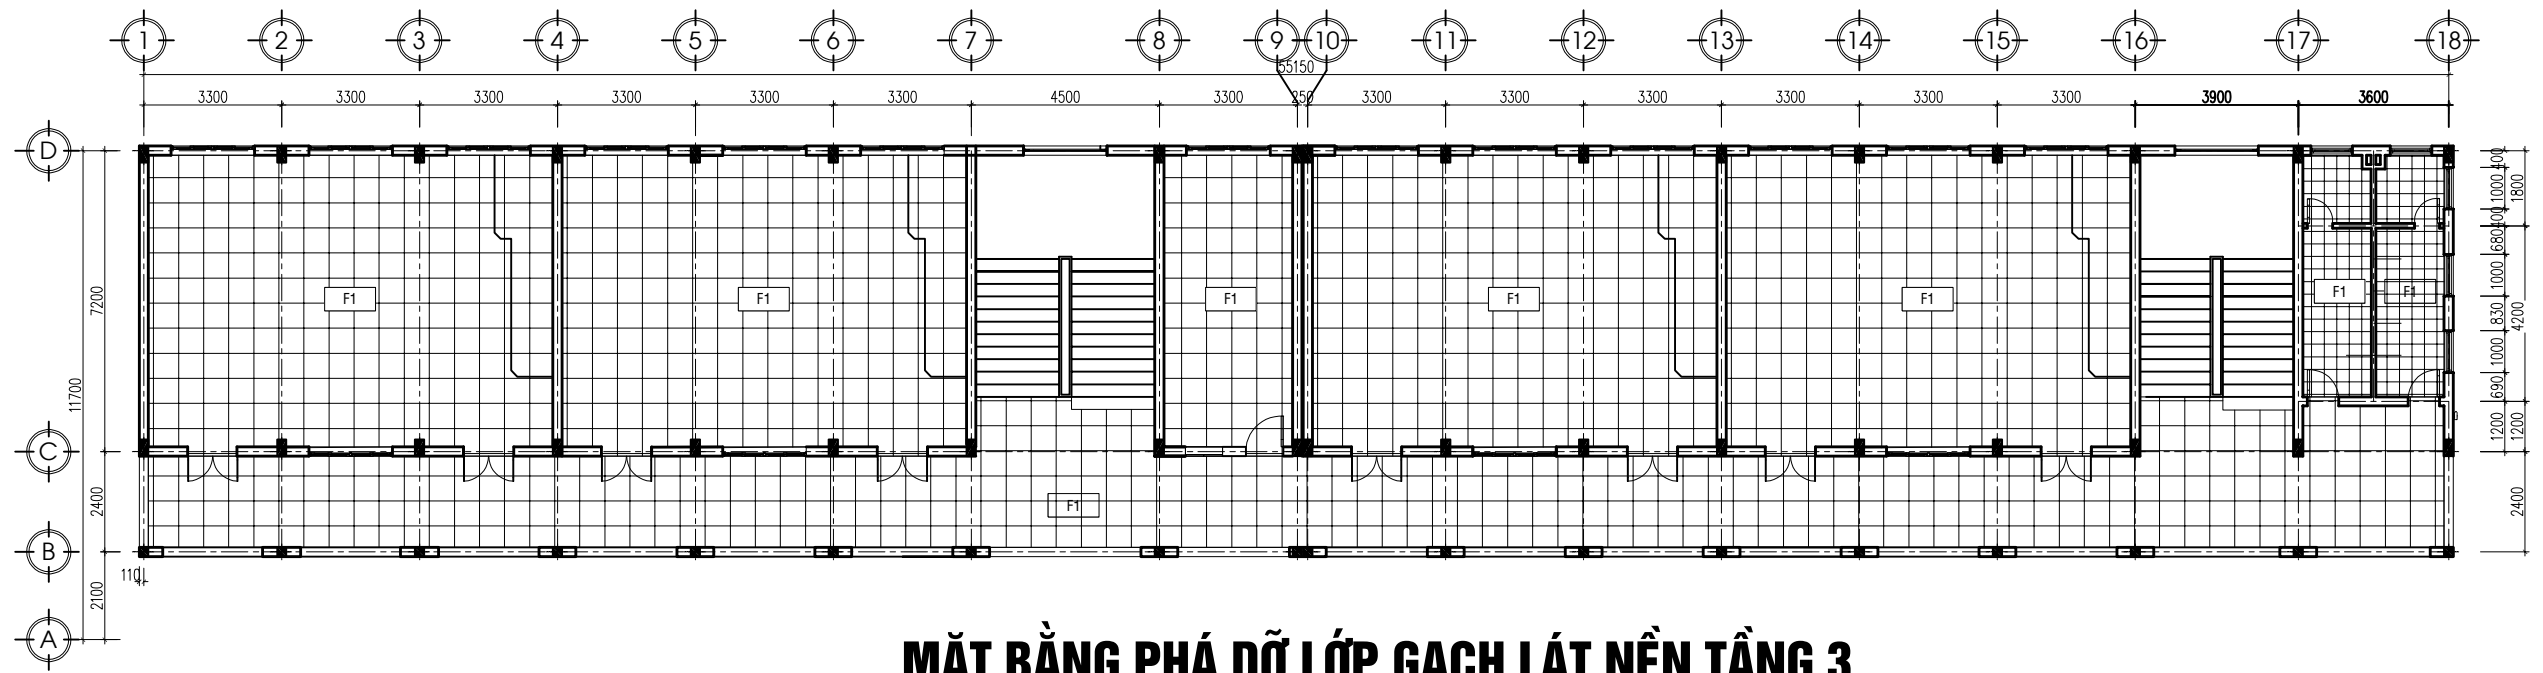 1 2 3 4 5 6 7 8 9 10 11 12 13 14 15 16 17 18
55150
3300 3300 3300 3300 3300 3300 4500 3300 250 3300 3300 3300 3300 3300 3300 3900 3600
D
C
B
A
7200
2400
2100
11700
110
F1 F1 F1 F1 F1 F1 F1
F1
400
1000
400
680
1000
830
1000
690
1200
1800
4200
1200
2400
MẶT BẰNG PHÁ DỠ LỚP GẠCH LÁT NỀN TẦNG 3